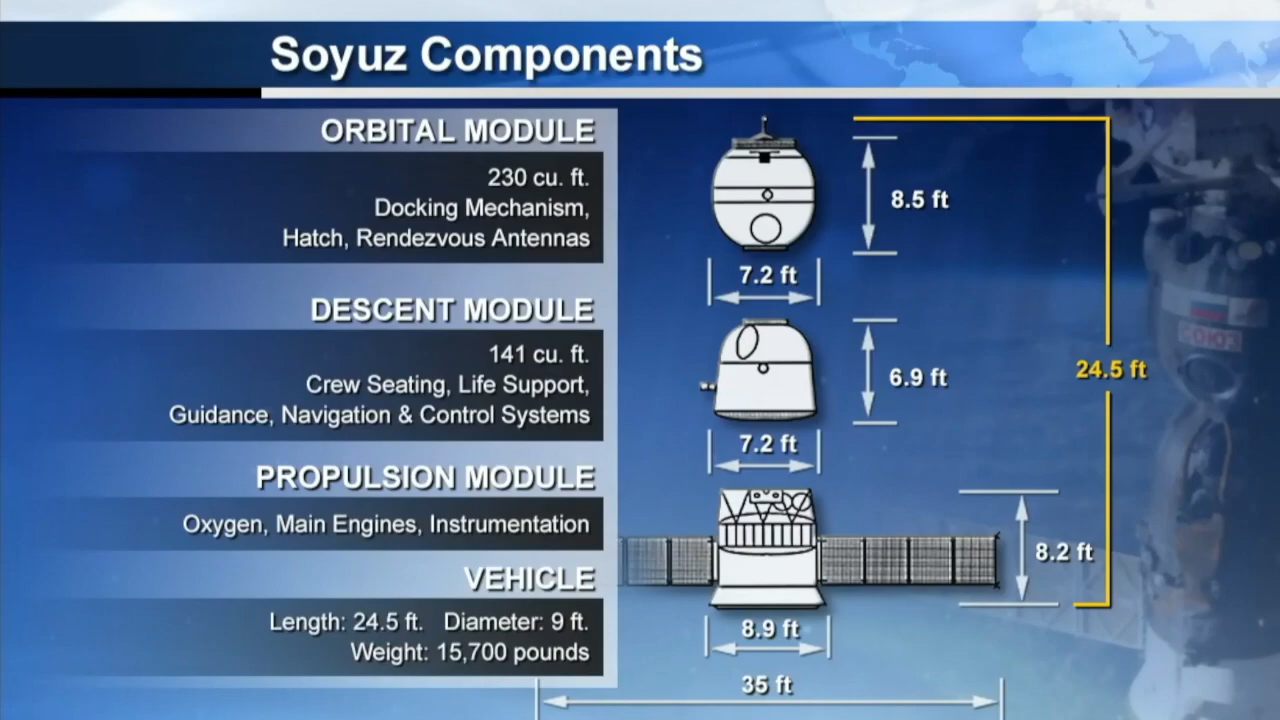 Soyuz Components
ORBITAL MODULE
230 cu. ft.
Docking Mechanism,
Hatch, Rendezvous Antennas
DESCENT MODULE
141 cu. ft.
Crew Seating, Life Support,
Guidance, Navigation & Control Systems
PROPULSION MODULE
Oxygen, Main Engines, Instrumentation
VEHICLE
Length: 24.5 ft. Diameter: 9 ft.
Weight: 15,700 pounds
8.5 ft
7.2 ft
6.9 ft
7.2 ft
24.5 ft
8.2 ft
8.9 ft
35 ft